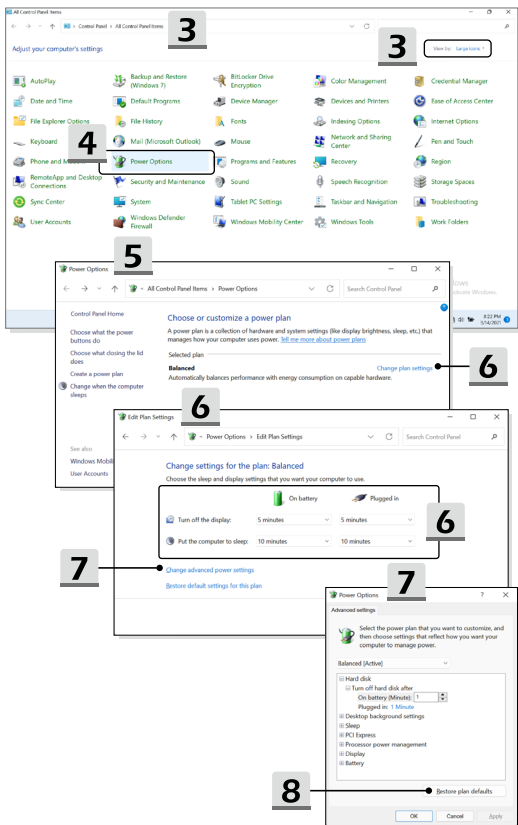 All Control Panel Items
Control Panel > All Control Panel Items
3
3
Adjust your computer's settings
View by: Large icons
AutoPlay
Backup and Restore (Windows 7)
BitLocker Drive Encryption
Color Management
Credential Manager
Date and Time
Default Programs
Device Manager
Devices and Printers
Ease of Access Center
File Explorer Options
File History
Fonts
Indexing Options
Internet Options
4
Keyboard
Mail (Microsoft Outlook)
Mouse
Network and Sharing Center
Pen and Touch
Phone and M
Power Options
Programs and Features
Recovery
Region
RemoteApp and Desktop Connections
Security and Maintenance
Sound
Speech Recognition
Storage Spaces
Sync Center
System
Tablet PC Settings
Taskbar and Navigation
Troubleshooting
User Accounts
Windows Defender Firewall
Windows Mobility Center
Windows Tools
Work Folders
5
Power Options
All Control Panel Items > Power Options
Search Control Panel
ows
ctivate Windows.
8:22 PM
9/14/2021
Control Panel Home
Choose what the power buttons do
Choose what closing the lid does
Create a power plan
Change when the computer sleeps
See also
Windows Mobili
User Accounts
Choose or customize a power plan
A power plan is a collection of hardware and system settings (like display brightness, sleep, etc.) that
manages how your computer uses power. Tell me more about power plans
Selected plan
Balanced
Change plan settings
Automatically balances performance with energy consumption on capable hardware.
6
6
Edit Plan Settings
Power Options > Edit Plan Settings
Search Control Panel
Change settings for the plan: Balanced
Choose the sleep and display settings that you want your computer to use.
On battery
Plugged in
Turn off the display:
5 minutes
5 minutes
Put the computer to sleep:
10 minutes
10 minutes
6
7
Change advanced power settings
Restore default settings for this plan
7
Power Options
?
Advanced settings
Select the power plan that you want to customize, and
then choose settings that reflect how you want your
computer to manage power.
Balanced [Active]
Hard disk
Turn off hard disk after
On battery (Minute): 1
Plugged in: 1 Minute
Desktop background settings
Sleep
PCI Express
Processor power management
Display
Battery
8
Restore plan defaults
OK
Cancel
Apply